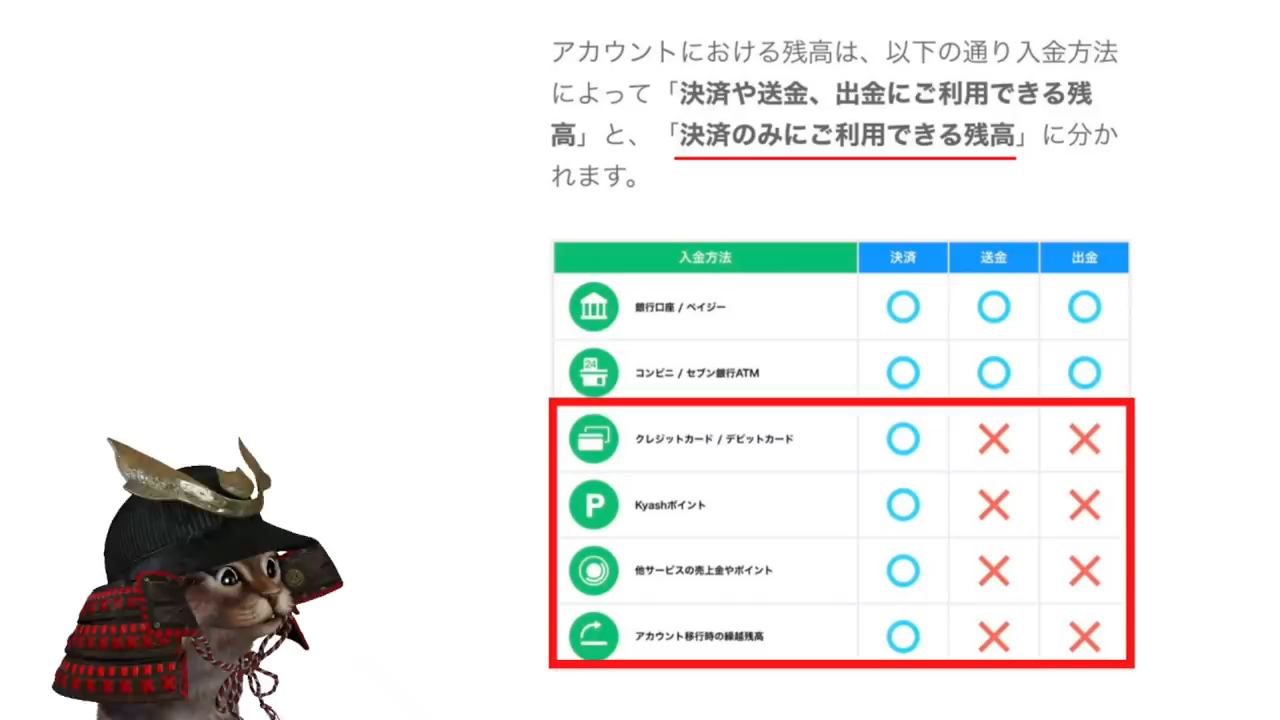 アカウントにおける残高は、以下の通り入金方法
によって「決済や送金、出金にご利用できる残
高」と、「決済のみにご利用できる残高」に分か
れます。
入金方法 決済 送金 出金
銀行口座 / ペイジー
24
コンビニ / セブン銀行ATM
クレジットカード / デビットカード
P
Kyashポイント
他サービスの売上金やポイント
アカウント移行時の繰越残高